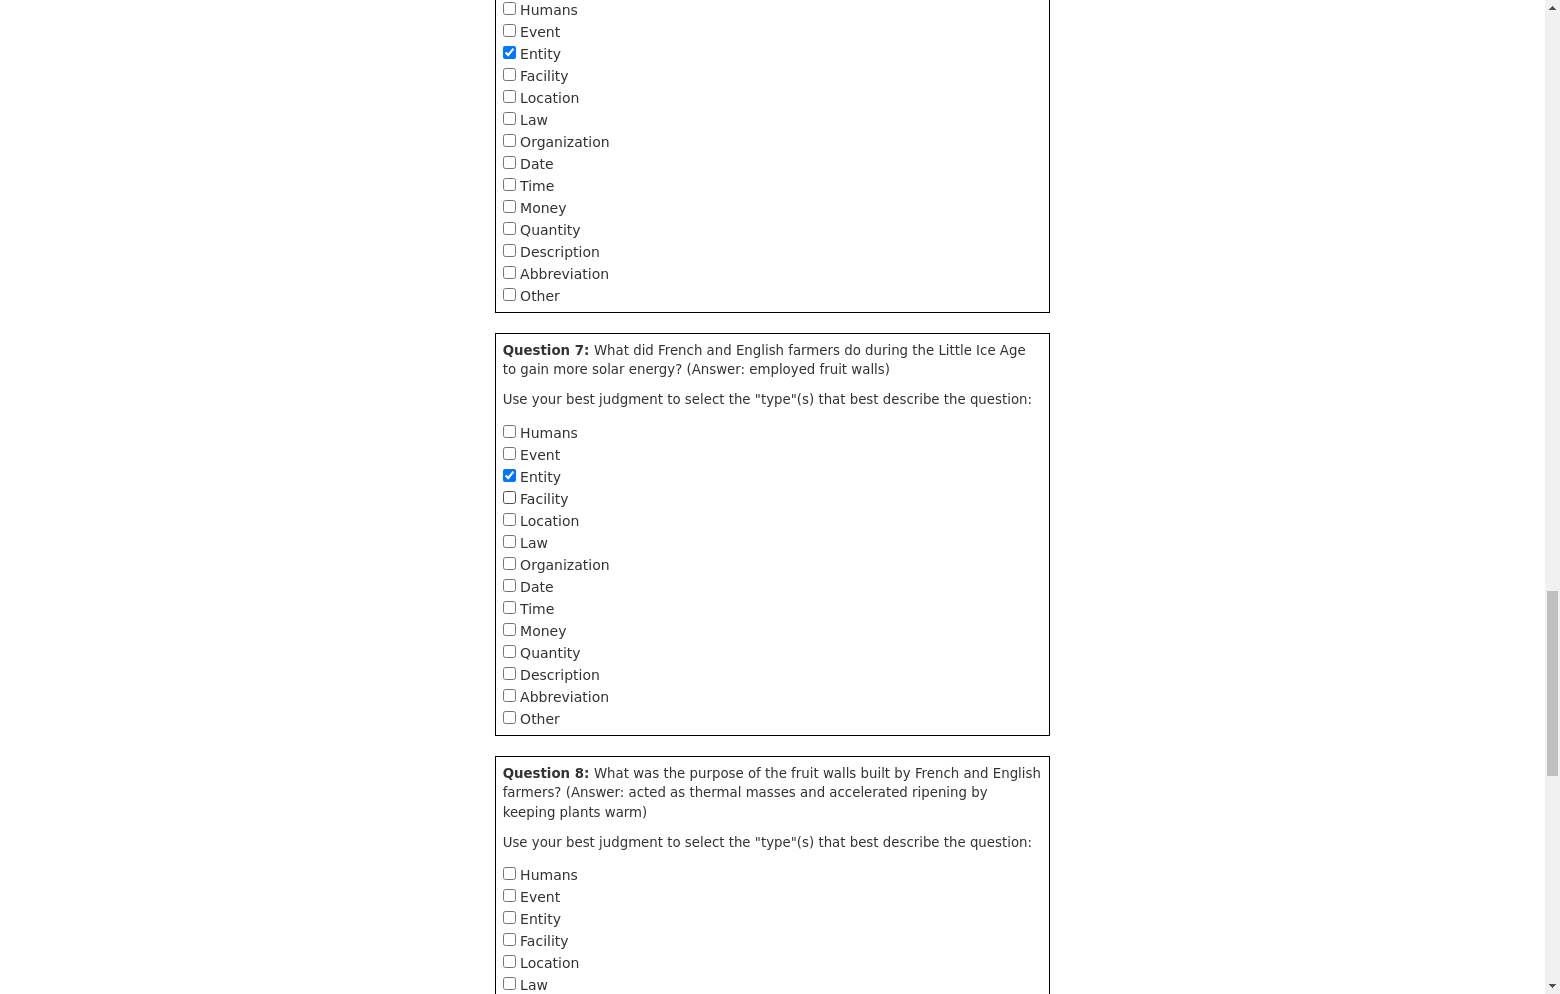 Humans
Event
Entity
Facility
Location
Law
Organization
Date
Time
Money
Quantity
Description
Abbreviation
Other
Question 7: What did French and English farmers do during the Little Ice Age
to gain more solar energy? (Answer: employed fruit walls)
Use your best judgment to select the "type"(s) that best describe the question:
Humans
Event
Entity
Facility
Location
Law
Organization
Date
Time
Money
Quantity
Description
Abbreviation
Other
Question 8: What was the purpose of the fruit walls built by French and English
farmers? (Answer: acted as thermal masses and accelerated ripening by
keeping plants warm)
Use your best judgment to select the "type"(s) that best describe the question:
Humans
Event
Entity
Facility
Location
Law